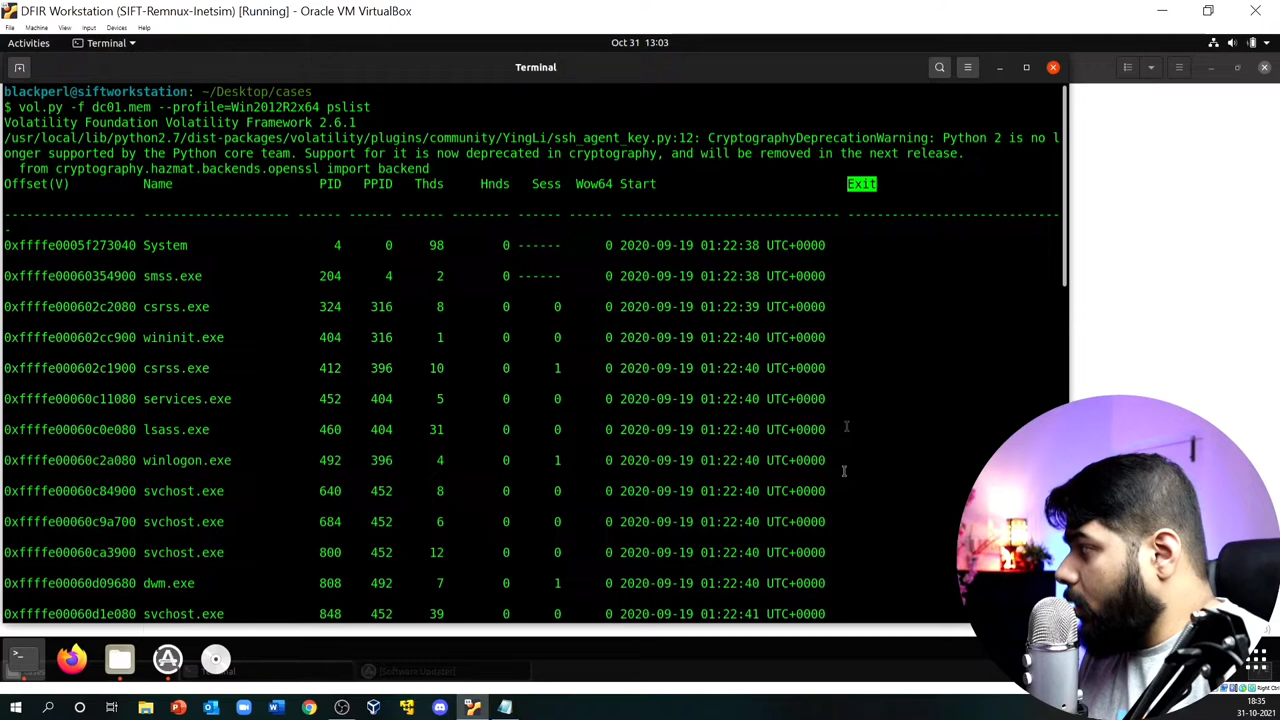 DFIR Workstation (SIFT-Remnux-Inetsim) [Running] - Oracle VM VirtualBox
File Machine View Input Devices Help
Activities Terminal Oct 31 13:03
Terminal
blackperl@siftworkstation: ~/Desktop/cases
$ vol.py -f dc01.mem --profile=Win2012R2x64 pslist
Volatility Foundation Volatility Framework 2.6.1
/usr/local/lib/python2.7/dist-packages/volatility/plugins/community/YingLi/ssh_agent_key.py:12: CryptographyDeprecationWarning: Python 2 is no l
onger supported by the Python core team. Support for it is now deprecated in cryptography, and will be removed in the next release.
from cryptography.hazmat.backends.openssl import backend
Offset(V) Name PID PPID Thds Hnds Sess Wow64 Start Exit
------------------ -------------------- ------ ------ ------ -------- ------ ------ ------------------------------ -----------------------------
-
0xffffe0005f273040 System 4 0 98 0 ------ 0 2020-09-19 01:22:38 UTC+0000
0xffffe00060354900 smss.exe 204 4 2 0 ------ 0 2020-09-19 01:22:38 UTC+0000
0xffffe000602c2080 csrss.exe 324 316 8 0 0 0 2020-09-19 01:22:39 UTC+0000
0xffffe000602cc900 wininit.exe 404 316 1 0 0 0 2020-09-19 01:22:40 UTC+0000
0xffffe000602c1900 csrss.exe 412 396 10 0 1 0 2020-09-19 01:22:40 UTC+0000
0xffffe00060c11080 services.exe 452 404 5 0 0 0 2020-09-19 01:22:40 UTC+0000
0xffffe00060c0e080 lsass.exe 460 404 31 0 0 0 2020-09-19 01:22:40 UTC+0000
0xffffe00060c2a080 winlogon.exe 492 396 4 0 1 0 2020-09-19 01:22:40 UTC+0000
0xffffe00060c84900 svchost.exe 640 452 8 0 0 0 2020-09-19 01:22:40 UTC+0000
0xffffe00060c9a700 svchost.exe 684 452 6 0 0 0 2020-09-19 01:22:40 UTC+0000
0xffffe00060ca3900 svchost.exe 800 452 12 0 0 0 2020-09-19 01:22:40 UTC+0000
0xffffe00060d09680 dwm.exe 808 492 7 0 1 0 2020-09-19 01:22:40 UTC+0000
0xffffe00060d1e080 svchost.exe 848 452 39 0 0 0 2020-09-19 01:22:41 UTC+0000
Terminal [Software Updater]
Right Ctrl
18:35
31-10-2021